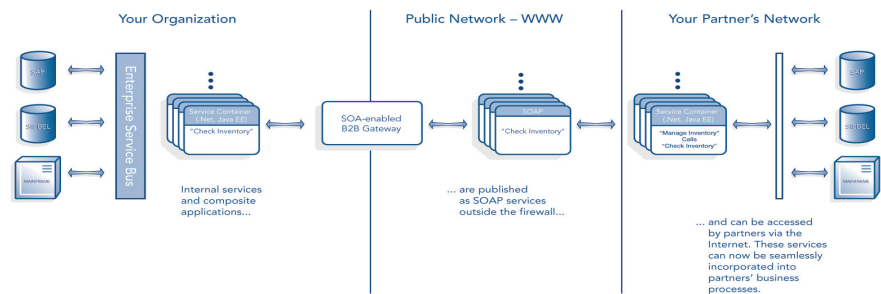 Your Organization
Public Network – WWW
Your Partner's Network
SAP
SIEBEL
MAINFRAME
Enterprise Service Bus
Service Container
(.Net, Java EE)
"Check Inventory"
SOA-enabled
B2B Gateway
SOAP
"Check Inventory"
Service Container
(.Net, Java EE)
"Manage Inventory"
Calls
"Check Inventory"
SAP
SIEBEL
MAINFRAME
Internal services
and composite
applications...
... are published
as SOAP services
outside the firewall...
... and can be accessed
by partners via the
Internet. These services
can now be seamlessly
incorporated into
partners' business
processes.